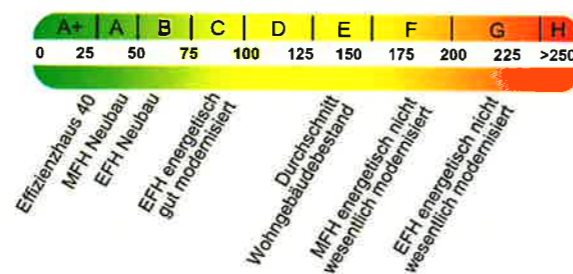 A+ A B C D E F G H
0 25 50 75 100 125 150 175 200 225 >250
Effizienzhaus 40
MFH Neubau
EFH Neubau
EFH energetisch
gut modernisiert
Durchschnitt
Wohngebäudebestand
MFH energetisch nicht
wesentlich modernisiert
EFH energetisch nicht
wesentlich modernisiert